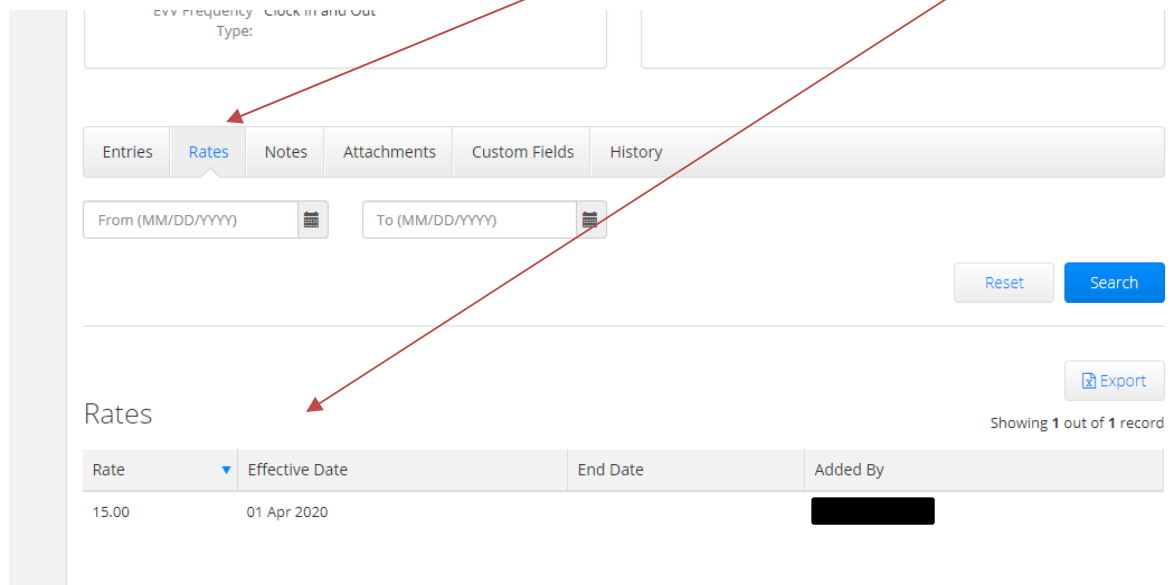 EVV Frequency Clock In and Out
Type:
Entries Rates Notes Attachments Custom Fields History
From (MM/DD/YYYY) To (MM/DD/YYYY)
Reset Search
Export
Rates
Showing 1 out of 1 record
Rate Effective Date End Date Added By
15.00 01 Apr 2020